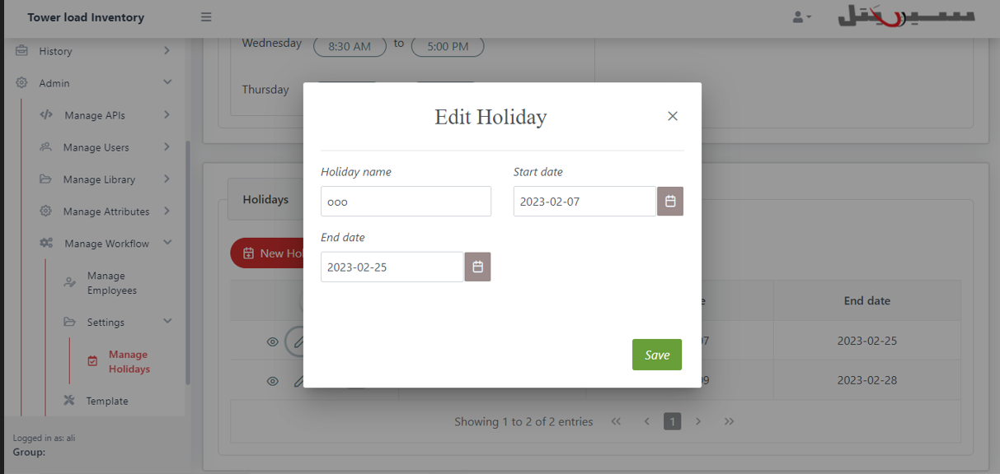 Tower load Inventory
سيريتل
History
Admin
Manage APIs
Manage Users
Manage Library
Manage Attributes
Manage Workflow
Manage
Employees
Settings
Manage
Holidays
Template
Logged in as: ali
Group:
Wednesday 8:30 AM to 5:00 PM
Thursday
Edit Holiday
Holiday name
Start date
ooo
2023-02-07
End date
2023-02-25
Save
Holidays
New Hol
End date
2023-02-25
2023-02-28
Showing 1 to 2 of 2 entries << < 1 > >>